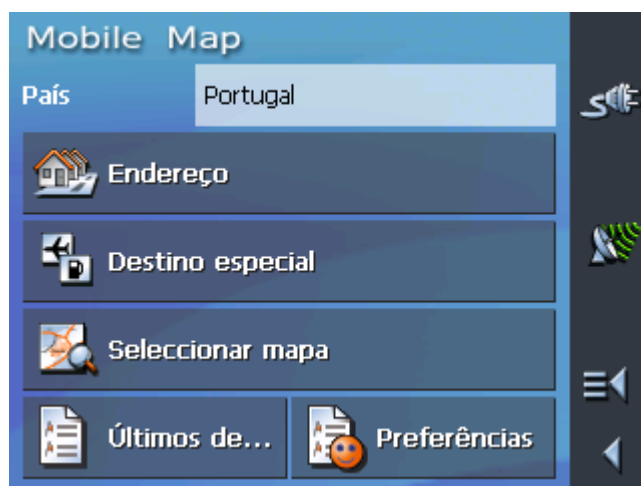 Mobile Map
País Portugal
Endereço
Destino especial
Seleccionar mapa
Últimos de... Preferências